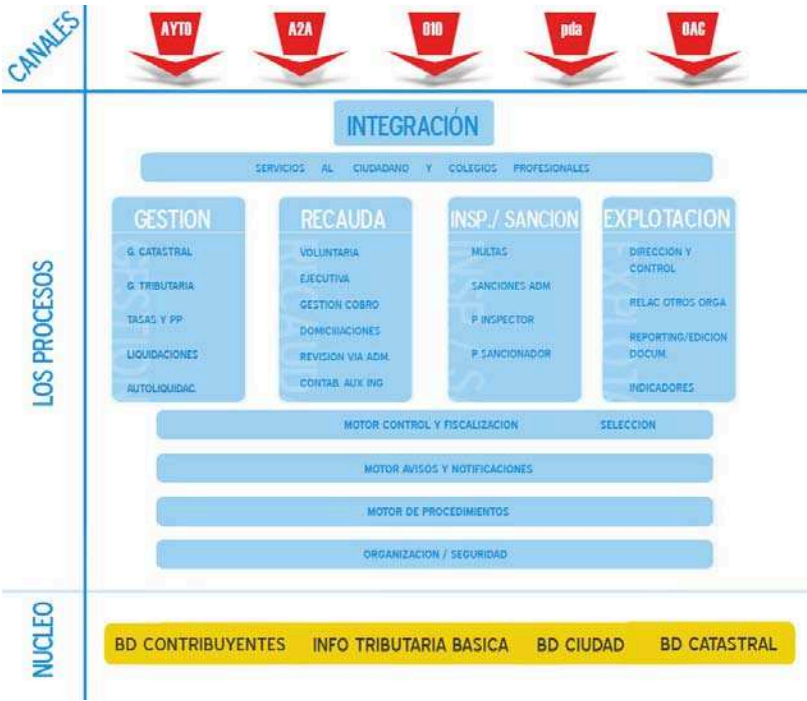 CANALES
AYTO
A2A
010
pda
OAC
LOS PROCESOS
INTEGRACIÓN
SERVICIOS AL CIUDADANO Y COLEGIOS PROFESIONALES
GESTION
G. CATASTRAL
G. TRIBUTARIA
TASAS Y PP
LIQUIDACIONES
AUTOLIQUIDAC.
RECAUDA
VOLUNTARIA
EJECUTIVA
GESTION COBRO
DOMICIIIACIONES
REVISION VIA ADM.
CONTAB. AUX ING
INSP./ SANCION
MULTAS
SANCIONES ADM
P INSPECTOR
P SANCIONADOR
EXPLOTACION
DIRECCION Y
CONTROL
RELAC OTROS ORGA
REPORTING/EDICION
DOCUM.
INDICADORES
MOTOR CONTROL Y FISCALIZACION SELECCION
MOTOR AVISOS Y NOTIFICACIONES
MOTOR DE PROCEDIMIENTOS
ORGANIZACION / SEGURIDAD
NUCLEO
BD CONTRIBUYENTES INFO TRIBUTARIA BASICA BD CIUDAD BD CATASTRAL